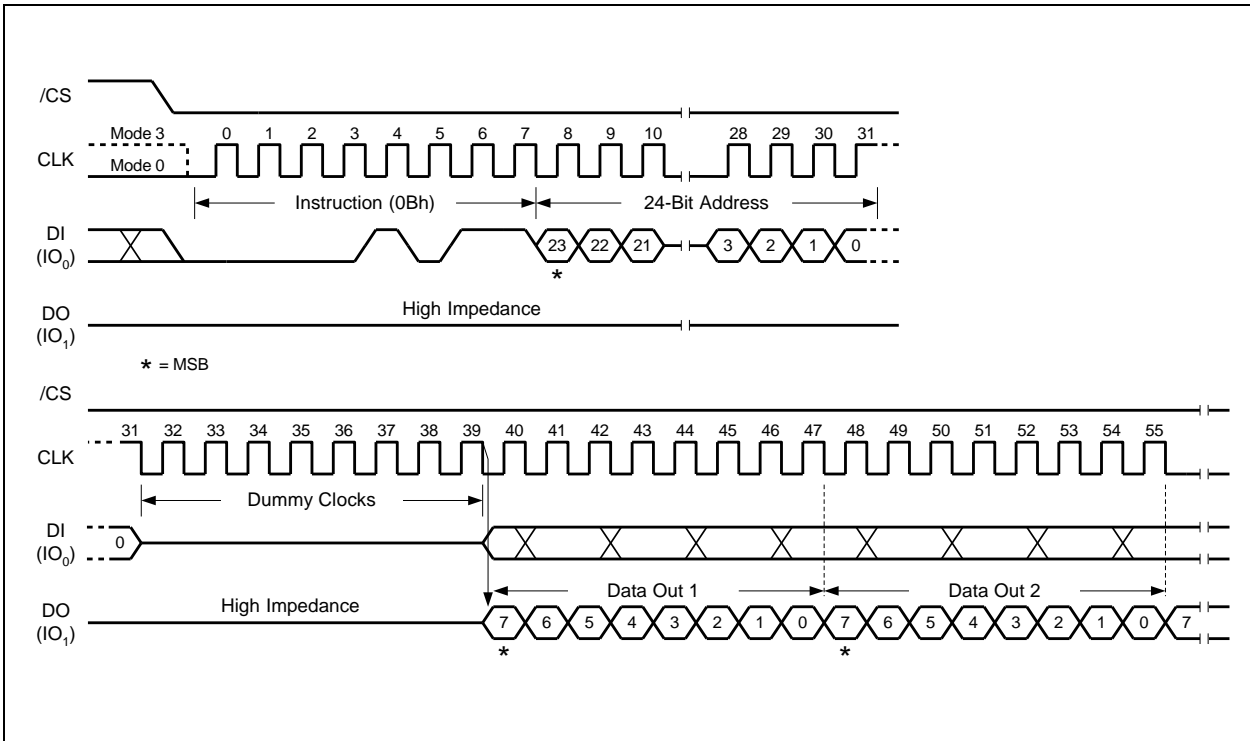 /CS
Mode 3 0 1 2 3 4 5 6 7 8 9 10 28 29 30 31
CLK
Mode 0
Instruction (0Bh) 24-Bit Address
DI
(IO0) 23 22 21 3 2 1 0
*
High Impedance
DO
(IO1)
* = MSB
/CS
31 32 33 34 35 36 37 38 39 40 41 42 43 44 45 46 47 48 49 50 51 52 53 54 55
CLK
Dummy Clocks
DI
(IO0) 0
Data Out 1 Data Out 2
High Impedance
DO
(IO1) 7 6 5 4 3 2 1 0 7 6 5 4 3 2 1 0 7
* *